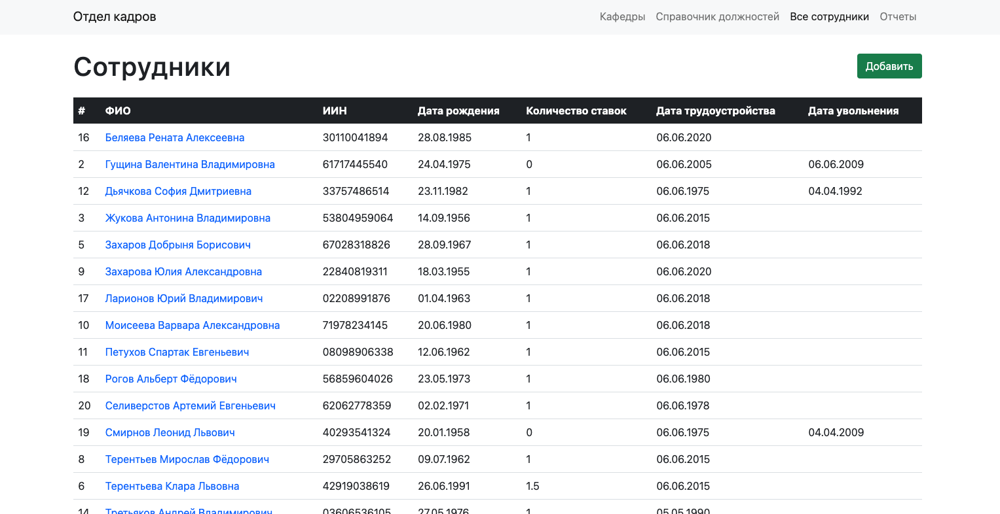 Отдел кадров Кафедры Справочник должностей Все сотрудники Отчеты
Сотрудники Добавить
# ФИО ИИН Дата рождения Количество ставок Дата трудоустройства Дата увольнения
16 Беляева Рената Алексеевна 30110041894 28.08.1985 1 06.06.2020
2 Гущина Валентина Владимировна 61717445540 24.04.1975 0 06.06.2005 06.06.2009
12 Дьячкова София Дмитриевна 33757486514 23.11.1982 1 06.06.1975 04.04.1992
3 Жукова Антонина Владимировна 53804959064 14.09.1956 1 06.06.2015
5 Захаров Добрыня Борисович 67028318826 28.09.1967 1 06.06.2018
9 Захарова Юлия Александровна 22840819311 18.03.1955 1 06.06.2020
17 Ларионов Юрий Владимирович 02208991876 01.04.1963 1 06.06.2018
10 Моисеева Варвара Александровна 71978234145 20.06.1980 1 06.06.2018
11 Петухов Спартак Евгеньевич 08098906338 12.06.1962 1 06.06.2015
18 Рогов Альберт Фёдорович 56859604026 23.05.1973 1 06.06.1980
20 Селиверстов Артемий Евгеньевич 62062778359 02.02.1971 1 06.06.1978
19 Смирнов Леонид Львович 40293541324 20.01.1958 0 06.06.1975 04.04.2009
8 Терентьев Мирослав Фёдорович 29705863252 09.07.1962 1 06.06.2015
6 Терентьева Клара Львовна 42919038619 26.06.1991 1.5 06.06.2015
14 Третьяков Андрей Владимирович 03606536105 27.05.1976 1 05.05.1990